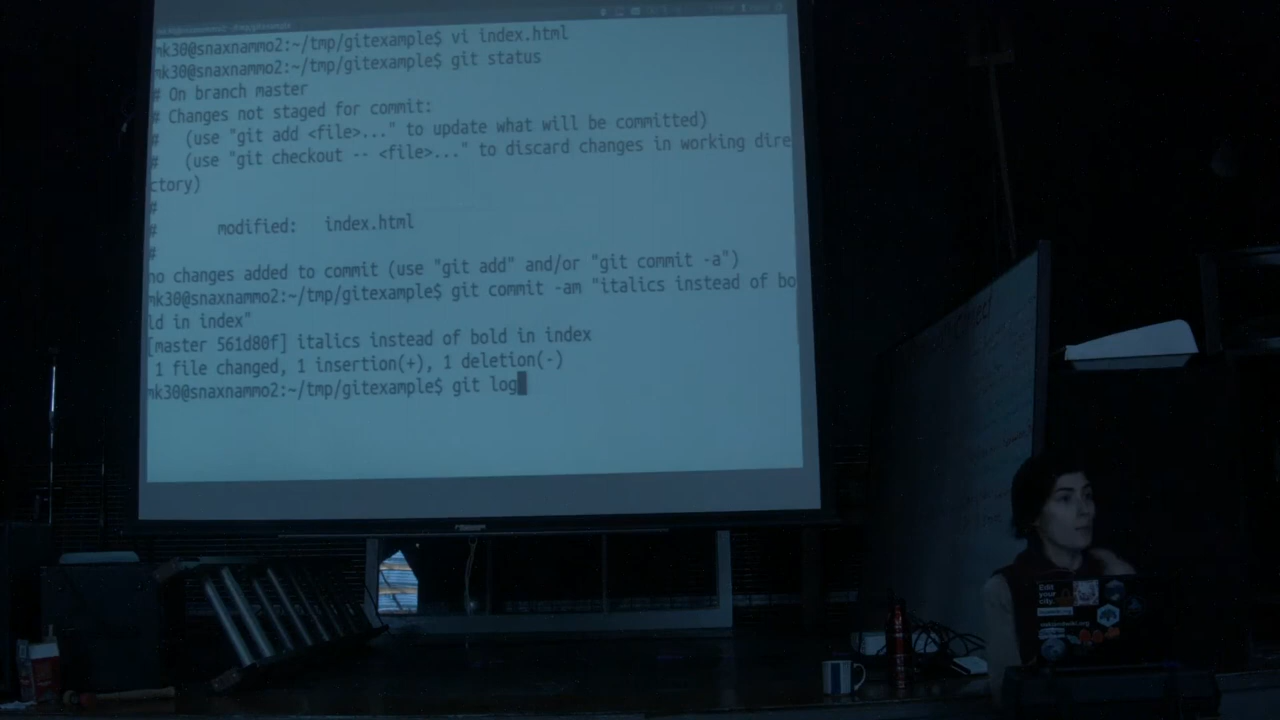 mk30@snaxnammo2:~/tmp/gitexample$ vi index.html
mk30@snaxnammo2:~/tmp/gitexample$ git status
# On branch master
# Changes not staged for commit:
#   (use "git add <file>..." to update what will be committed)
#   (use "git checkout -- <file>..." to discard changes in working dire
ctory)
#
#       modified:   index.html
#
no changes added to commit (use "git add" and/or "git commit -a")
mk30@snaxnammo2:~/tmp/gitexample$ git commit -am "italics instead of bo
ld in index"
[master 561d80f] italics instead of bold in index
 1 file changed, 1 insertion(+), 1 deletion(-)
mk30@snaxnammo2:~/tmp/gitexample$ git log
Edit
your
city.